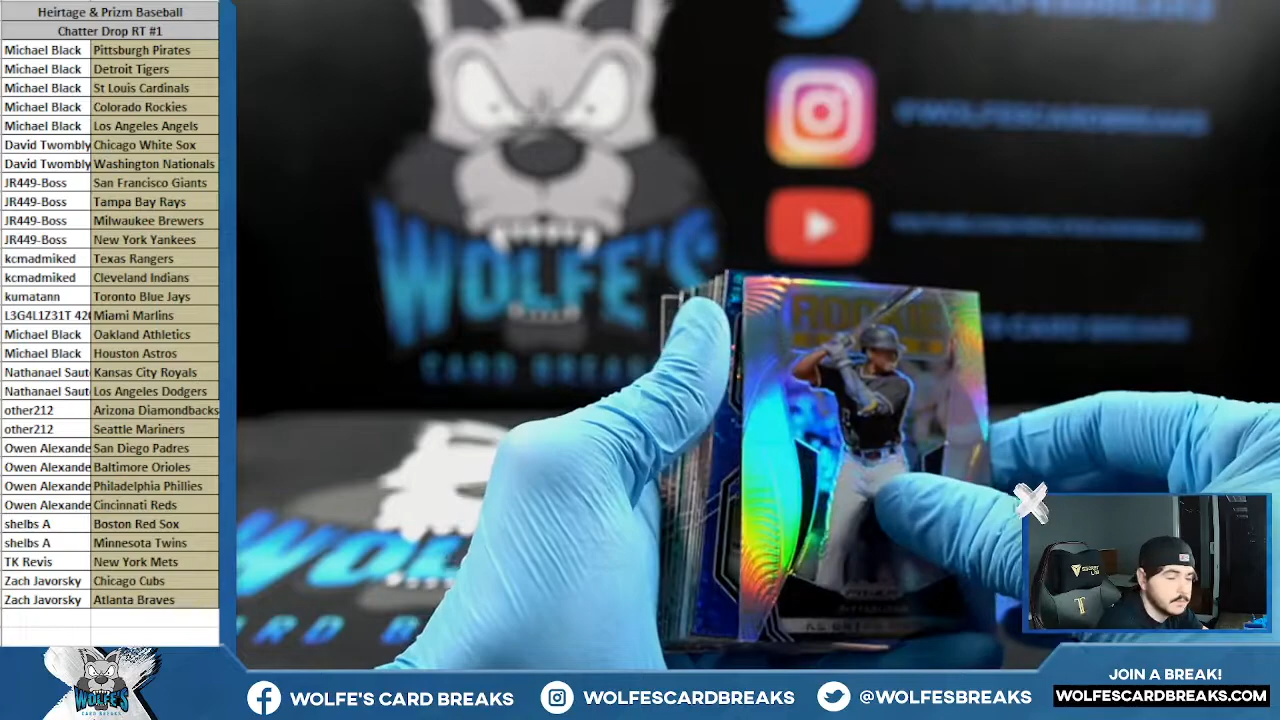 Heirtage & Prizm Baseball
Chatter Drop RT #1
Michael Black Pittsburgh Pirates
Michael Black Detroit Tigers
Michael Black St Louis Cardinals
Michael Black Colorado Rockies
Michael Black Los Angeles Angels
David Twombly Chicago White Sox
David Twombly Washington Nationals
JR449-Boss San Francisco Giants
JR449-Boss Tampa Bay Rays
JR449-Boss Milwaukee Brewers
JR449-Boss New York Yankees
kcmadmiked Texas Rangers
kcmadmiked Cleveland Indians
kumatann Toronto Blue Jays
L3G4L1Z31T 420 Miami Marlins
Michael Black Oakland Athletics
Michael Black Houston Astros
Nathanael Saut Kansas City Royals
Nathanael Saut Los Angeles Dodgers
other212 Arizona Diamondbacks
other212 Seattle Mariners
Owen Alexande San Diego Padres
Owen Alexande Baltimore Orioles
Owen Alexande Philadelphia Phillies
Owen Alexande Cincinnati Reds
shelbs A Boston Red Sox
shelbs A Minnesota Twins
TK Revis New York Mets
Zach Javorsky Chicago Cubs
Zach Javorsky Atlanta Braves
@WOLFESCARDBREAKS
WOLFE'S
CARD BREAKS
ROOKIE
WOLFE'S
CARD BREAKS
WOLFE'S CARD BREAKS
WOLFESCARDBREAKS
@WOLFESBREAKS
JOIN A BREAK!
WOLFESCARDBREAKS.COM